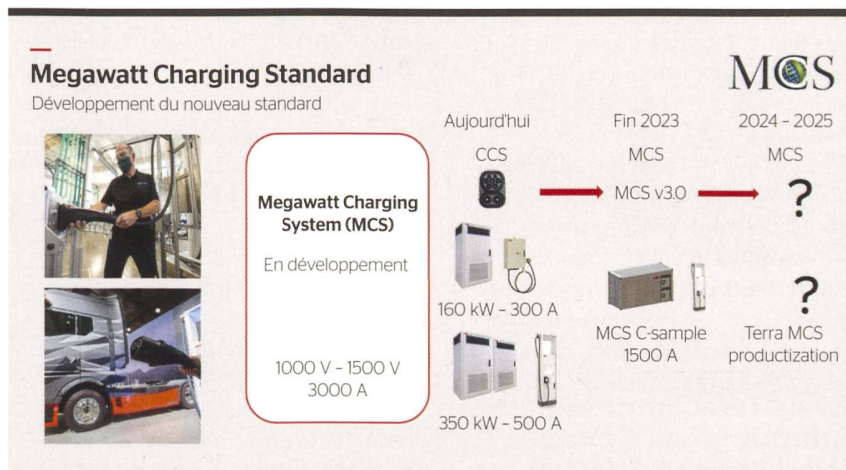 Megawatt Charging Standard
Développement du nouveau standard
MCS
Megawatt Charging
System (MCS)
En développement
1000 V – 1500 V
3000 A
Aujourd'hui
CCS
160 kW – 300 A
350 kW – 500 A
Fin 2023
MCS
MCS v3.0
MCS C-sample
1500 A
2024 – 2025
MCS
?
?
Terra MCS
productization